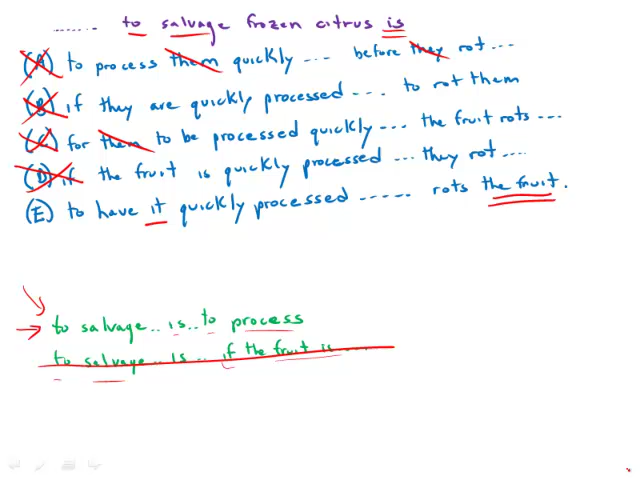 ....... to salvage frozen citrus is
(A) to process them quickly ... before they rot ...
(B) if they are quickly processed ... to rot them
(C) for them to be processed quickly ... the fruit rots ...
(D) if the fruit is quickly processed ... they rot ....
(E) to have it quickly processed ..... rots the fruit.
to salvage .. is .. to process
to salvage .. is .. if the fruit is ....